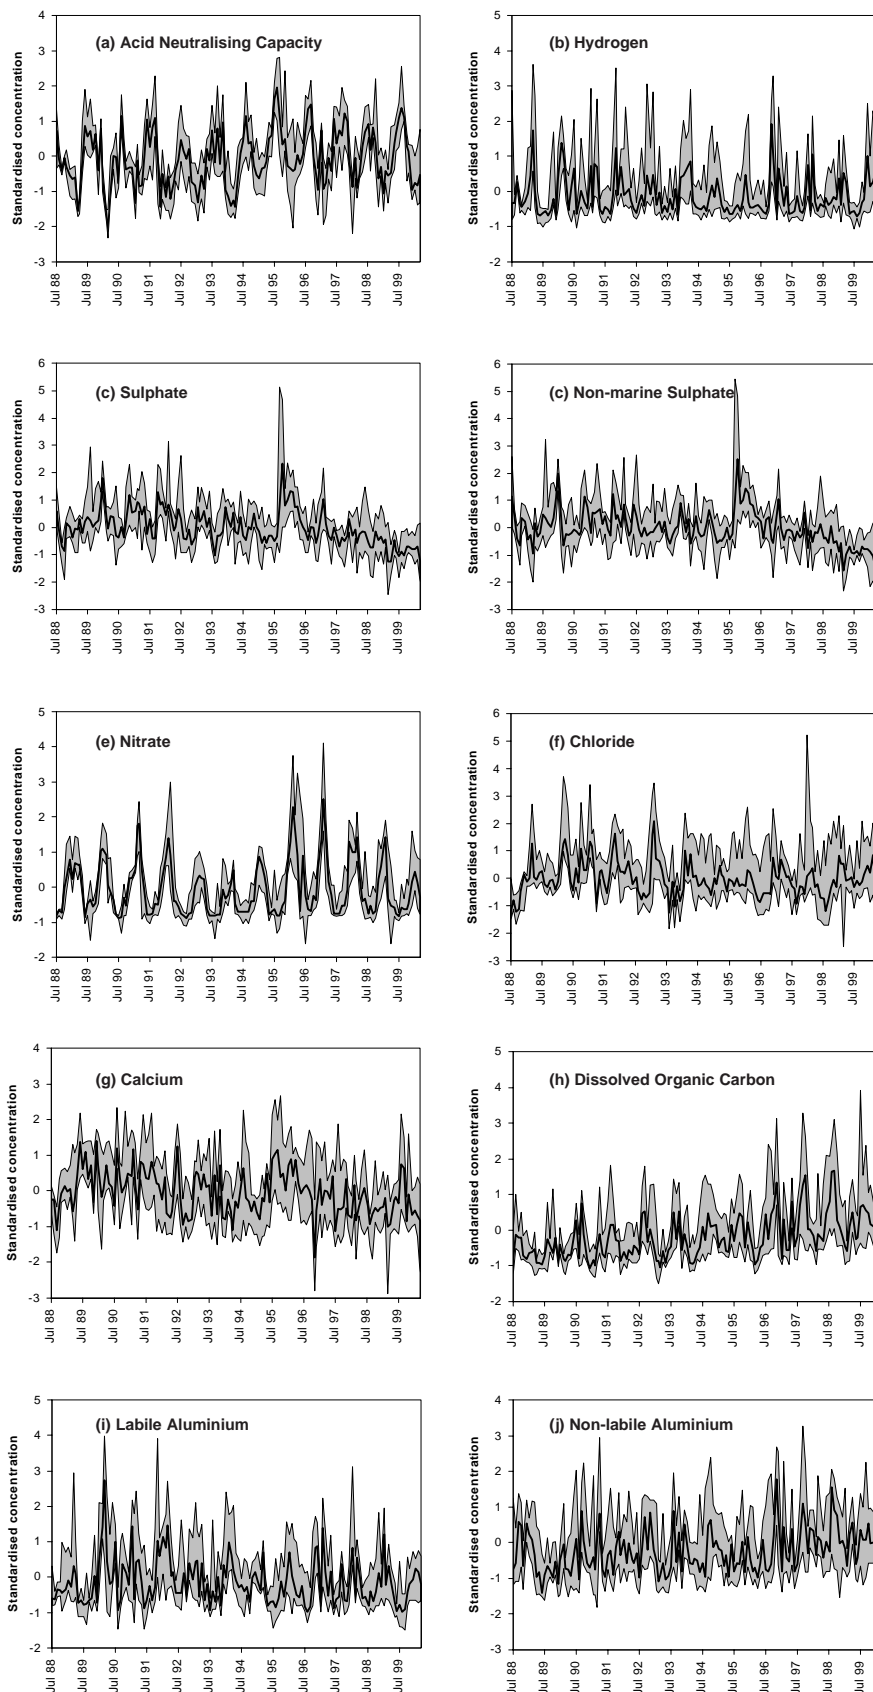 (a) Acid Neutralising Capacity
Standardised concentration
4
3
2
1
0
-1
-2
-3
Jul 88
Jul 89
Jul 90
Jul 91
Jul 92
Jul 93
Jul 94
Jul 95
Jul 96
Jul 97
Jul 98
Jul 99
(b) Hydrogen
Standardised concentration
5
4
3
2
1
0
-1
-2
Jul 88
Jul 89
Jul 90
Jul 91
Jul 92
Jul 93
Jul 94
Jul 95
Jul 96
Jul 97
Jul 98
Jul 99
(c) Sulphate
Standardised concentration
6
5
4
3
2
1
0
-1
-2
-3
Jul 88
Jul 89
Jul 90
Jul 91
Jul 92
Jul 93
Jul 94
Jul 95
Jul 96
Jul 97
Jul 98
Jul 99
(c) Non-marine Sulphate
Standardised concentration
6
5
4
3
2
1
0
-1
-2
-3
Jul 88
Jul 89
Jul 90
Jul 91
Jul 92
Jul 93
Jul 94
Jul 95
Jul 96
Jul 97
Jul 98
Jul 99
(e) Nitrate
Standardised concentration
5
4
3
2
1
0
-1
-2
Jul 88
Jul 89
Jul 90
Jul 91
Jul 92
Jul 93
Jul 94
Jul 95
Jul 96
Jul 97
Jul 98
Jul 99
(f) Chloride
Standardised concentration
6
5
4
3
2
1
0
-1
-2
-3
Jul 88
Jul 89
Jul 90
Jul 91
Jul 92
Jul 93
Jul 94
Jul 95
Jul 96
Jul 97
Jul 98
Jul 99
(g) Calcium
Standardised concentration
4
3
2
1
0
-1
-2
-3
Jul 88
Jul 89
Jul 90
Jul 91
Jul 92
Jul 93
Jul 94
Jul 95
Jul 96
Jul 97
Jul 98
Jul 99
(h) Dissolved Organic Carbon
Standardised concentration
5
4
3
2
1
0
-1
-2
Jul 88
Jul 89
Jul 90
Jul 91
Jul 92
Jul 93
Jul 94
Jul 95
Jul 96
Jul 97
Jul 98
Jul 99
(i) Labile Aluminium
Standardised concentration
5
4
3
2
1
0
-1
-2
Jul 88
Jul 89
Jul 90
Jul 91
Jul 92
Jul 93
Jul 94
Jul 95
Jul 96
Jul 97
Jul 98
Jul 99
(j) Non-labile Aluminium
Standardised concentration
4
3
2
1
0
-1
-2
-3
Jul 88
Jul 89
Jul 90
Jul 91
Jul 92
Jul 93
Jul 94
Jul 95
Jul 96
Jul 97
Jul 98
Jul 99